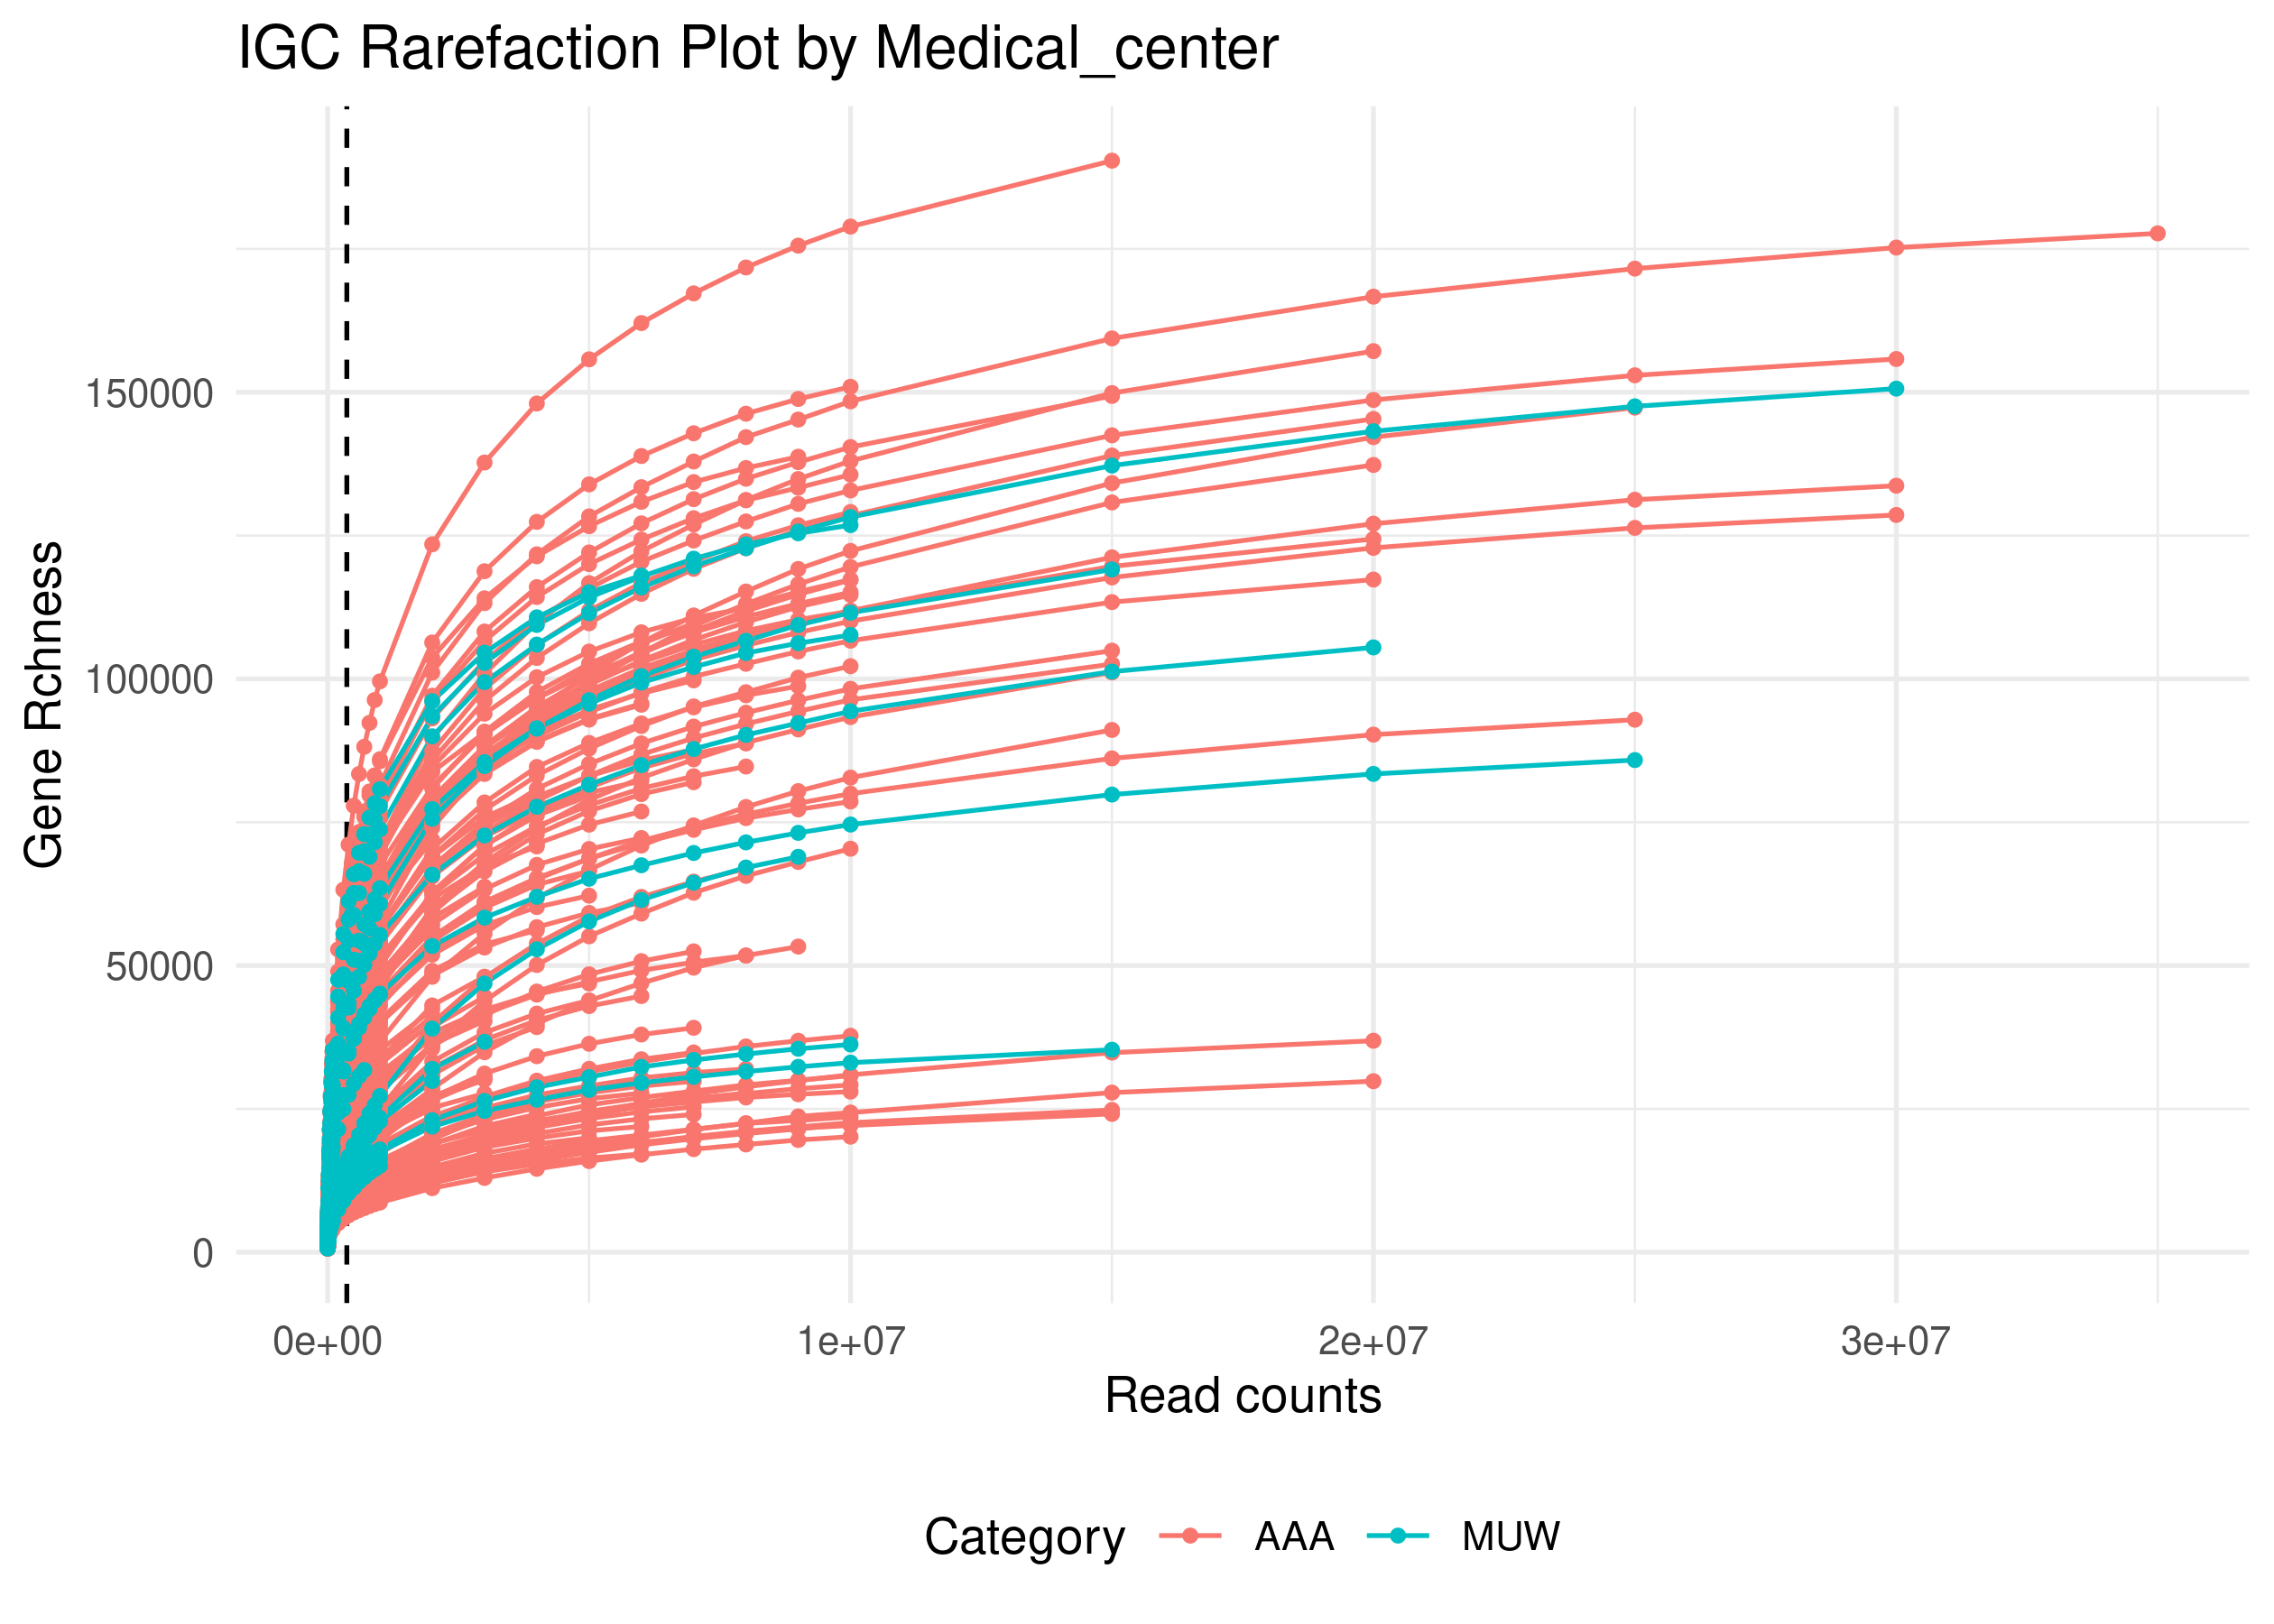 IGC Rarefaction Plot by Medical_center
Gene Rchness
150000
100000
50000
0
0e+00 1e+07 2e+07 3e+07
Read counts
Category AAA MUW